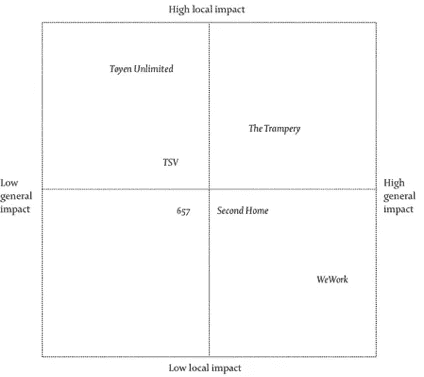 High local impact
Tøyen Unlimited
The Trampery
TSV
Low
general
impact
High
general
impact
657
Second Home
WeWork
Low local impact